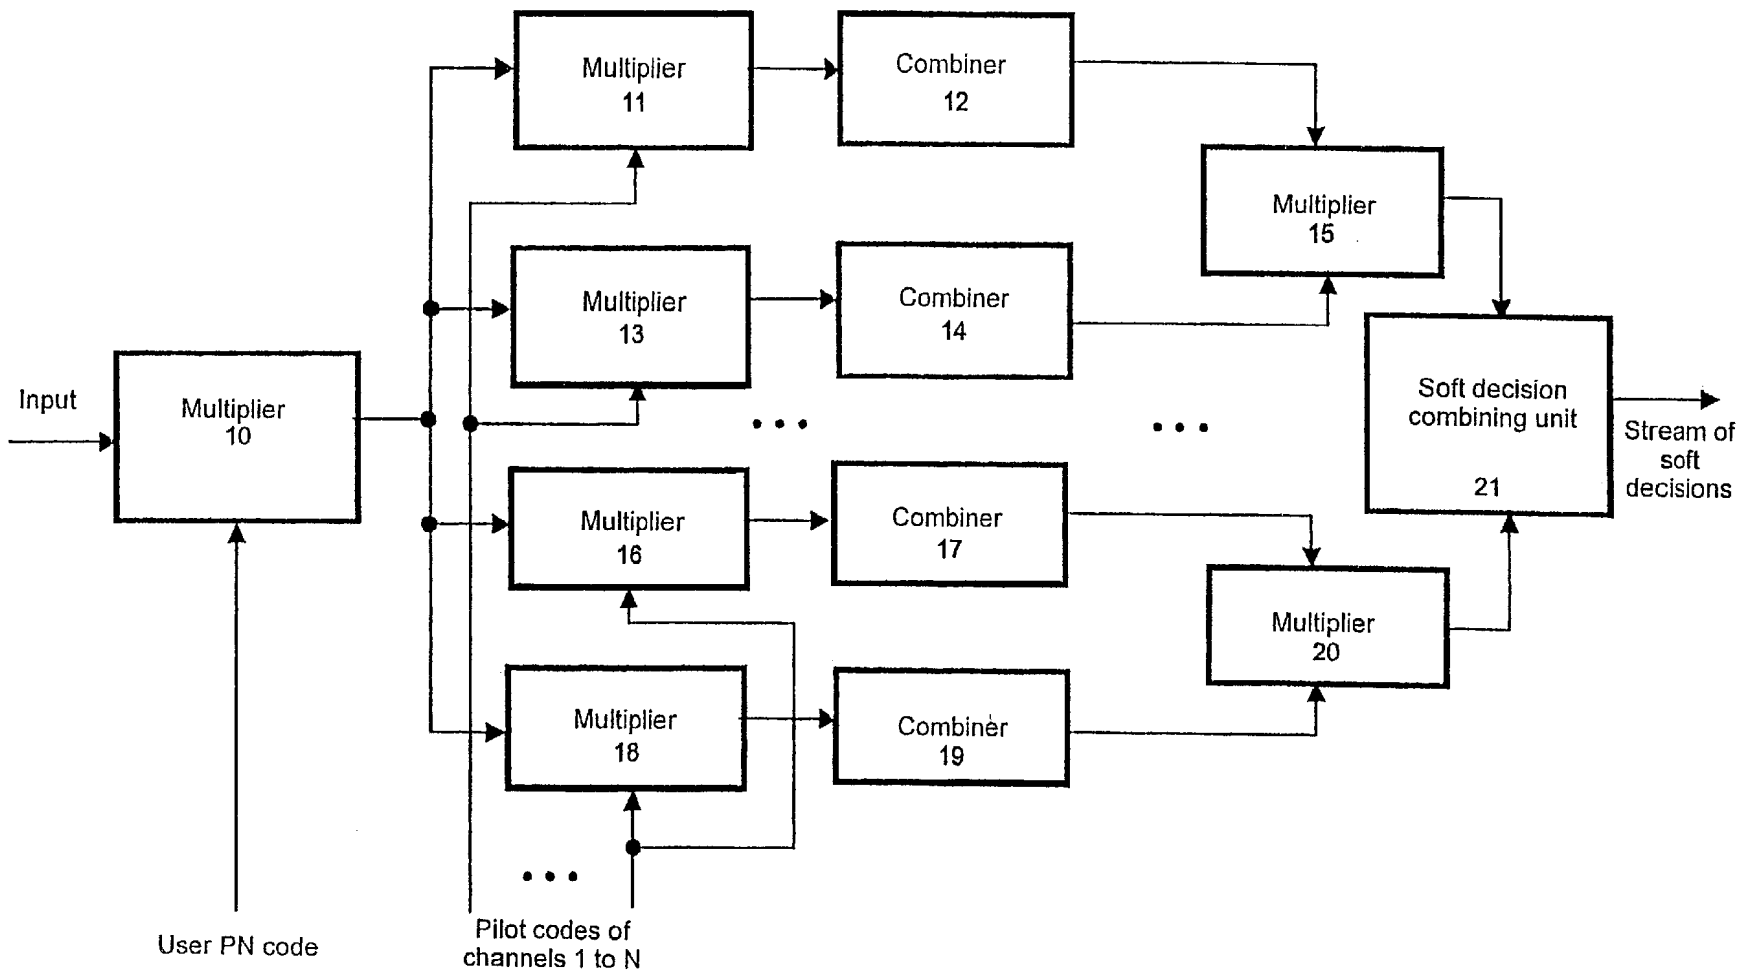 Multiplier
11
Combiner
12
Multiplier
15
Multiplier
13
Combiner
14
Input
Multiplier
10
Soft decision
combining unit
21
Stream of
soft
decisions
Multiplier
16
Combiner
17
Multiplier
20
Multiplier
18
Combiner
19
User PN code
Pilot codes of
channels 1 to N